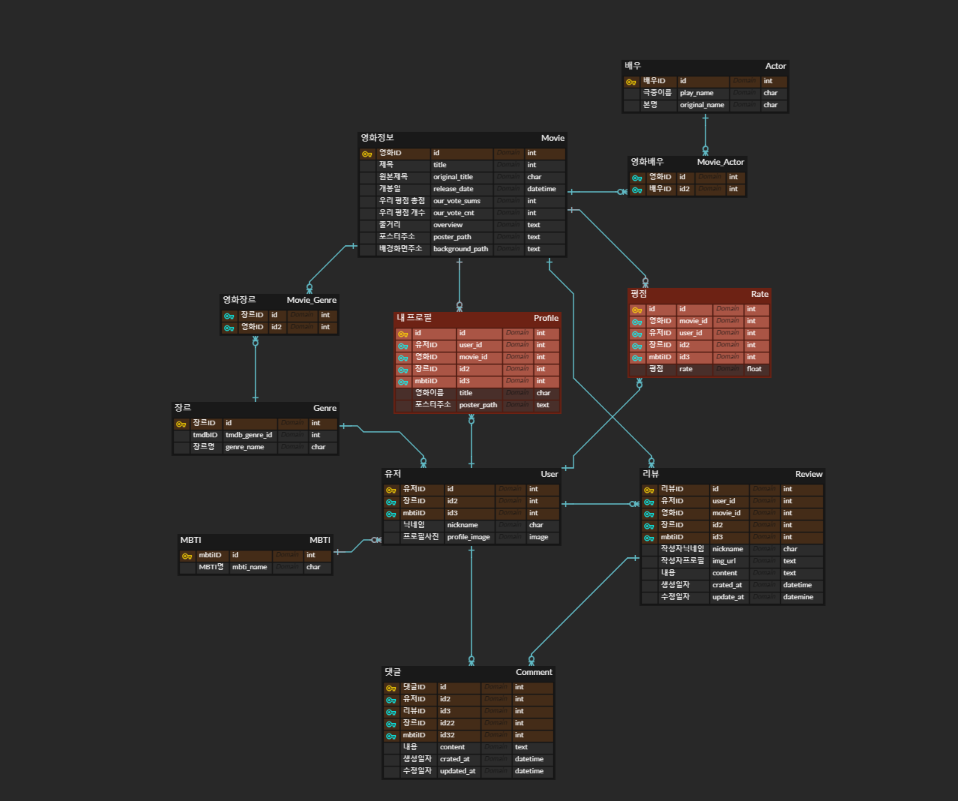 배우 Actor
배우ID id Domain int
극중이름 play_name Domain char
본명 original_name Domain char
영화정보 Movie
영화ID id Domain int
제목 title Domain int
원본제목 original_title Domain char
개봉일 release_date Domain datetime
우리 평점 총점 our_vote_sums Domain int
우리 평점 개수 our_vote_cnt Domain int
줄거리 overview Domain text
포스터주소 poster_path Domain text
배경화면주소 background_path Domain text
영화배우 Movie_Actor
영화ID id Domain int
배우ID id2 Domain int
영화장르 Movie_Genre
장르ID id Domain int
영화ID id2 Domain int
내 프로필 Profile
id id Domain int
유저ID user_id Domain int
영화ID movie_id Domain int
장르ID id2 Domain int
mbtiID id3 Domain int
영화이름 title Domain char
포스터주소 poster_path Domain text
평점 Rate
id id Domain int
영화ID movie_id Domain int
유저ID user_id Domain int
장르ID id2 Domain int
mbtiID id3 Domain int
평점 rate Domain float
장르 Genre
장르ID id Domain int
tmdbID tmdb_genre_id Domain int
장르명 genre_name Domain char
유저 User
유저ID id Domain int
장르ID id2 Domain int
mbtiID id3 Domain int
닉네임 nickname Domain char
프로필사진 profile_image Domain image
리뷰 Review
리뷰ID id Domain int
유저ID user_id Domain int
영화ID movie_id Domain int
장르ID id2 Domain int
mbtiID id3 Domain int
작성자닉네임 nickname Domain char
작성자프로필 img_url Domain text
내용 content Domain text
생성일자 crated_at Domain datetime
수정일자 update_at Domain datemine
MBTI MBTI
mbtiID id Domain int
MBTI명 mbti_name Domain char
댓글 Comment
댓글ID id Domain int
유저ID id2 Domain int
리뷰ID id3 Domain int
장르ID id22 Domain int
mbtiID id32 Domain int
내용 content Domain text
생성일자 crated_at Domain datetime
수정일자 updated_at Domain datetime